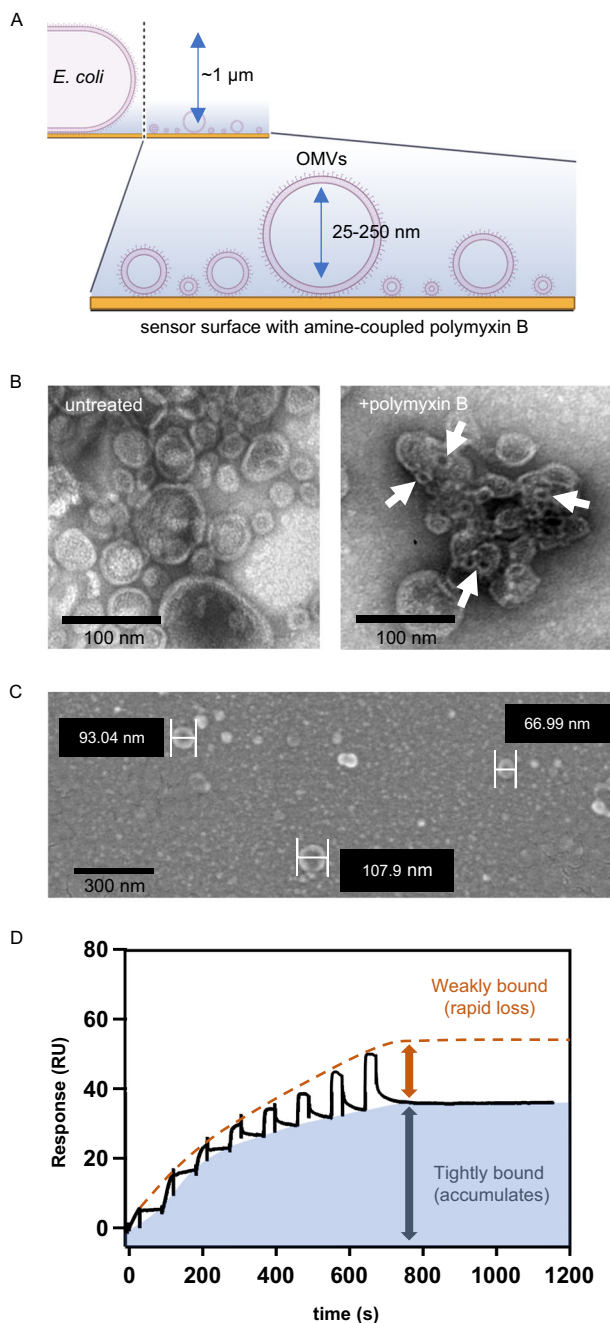 A
E. coli
~1 µm
OMVs
25-250 nm
sensor surface with amine-coupled polymyxin B
B
untreated
+polymyxin B
100 nm
100 nm
C
93.04 nm
66.99 nm
107.9 nm
300 nm
D
80
60
40
20
0
Response (RU)
Weakly bound
(rapid loss)
Tightly bound
(accumulates)
0
200
400
600
800
1000
1200
time (s)